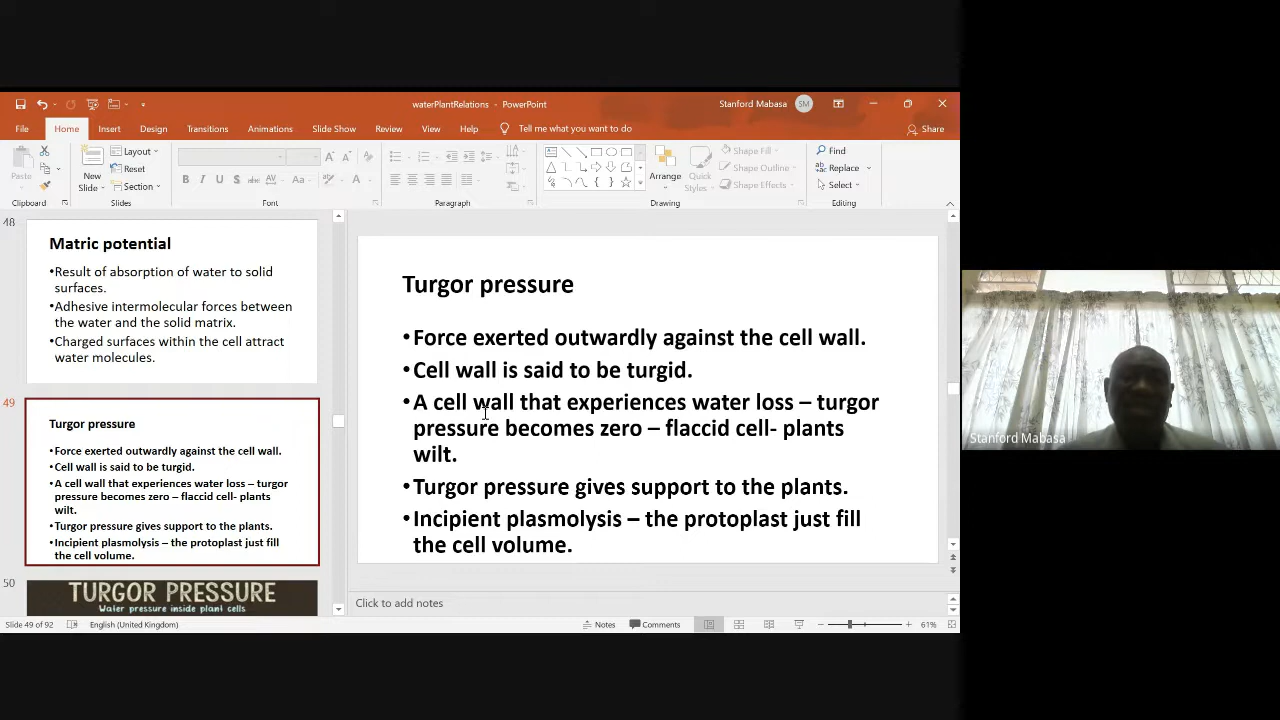 waterPlantRelations - PowerPoint
Stanford Mabasa SM
File Home Insert Design Transitions Animations Slide Show Review View Help Tell me what you want to do Share
Paste
New
Slide
Layout
Reset
Section
B I U S abc AV Aa A
Arrange
Quick
Styles
Shape Fill
Shape Outline
Shape Effects
Find
Replace
Select
Clipboard Slides Font Paragraph Drawing Editing
48
Matric potential
•Result of absorption of water to solid
surfaces.
•Adhesive intermolecular forces between
the water and the solid matrix.
•Charged surfaces within the cell attract
water molecules.
49
Turgor pressure
•Force exerted outwardly against the cell wall.
•Cell wall is said to be turgid.
•A cell wall that experiences water loss – turgor
pressure becomes zero – flaccid cell- plants
wilt.
•Turgor pressure gives support to the plants.
•Incipient plasmolysis – the protoplast just fill
the cell volume.
50
TURGOR PRESSURE
Water pressure inside plant cells
Turgor pressure
•Force exerted outwardly against the cell wall.
•Cell wall is said to be turgid.
•A cell wall that experiences water loss – turgor
pressure becomes zero – flaccid cell- plants
wilt.
•Turgor pressure gives support to the plants.
•Incipient plasmolysis – the protoplast just fill
the cell volume.
Click to add notes
Slide 49 of 92 English (United Kingdom) Notes Comments 61%
Stanford Mabasa